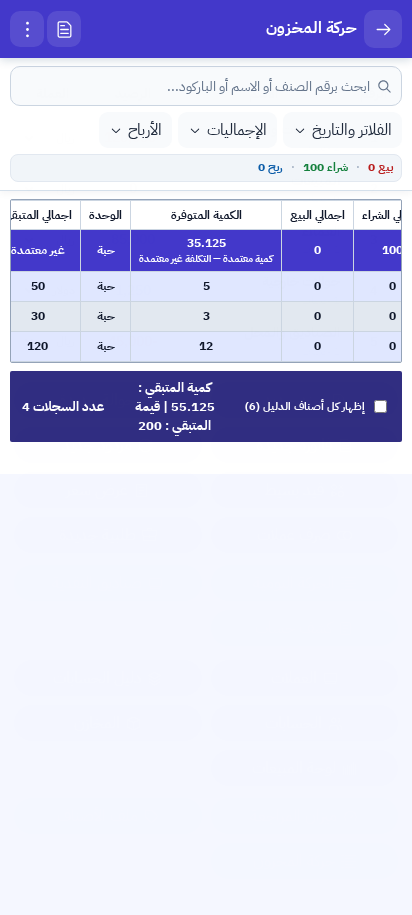 حركة المخزون
ابحث برقم الصنف أو الاسم أو الباركود...
الفلاتر والتاريخ
الإجماليات
الأرباح
بيع 0 · شراء 100 · ربح 0
الي الشراء	اجمالي البيع	الكمية المتوفرة	الوحدة	اجمالي المتبقي
100	0	35.125	حبة	غير معتمدة
كمية معتمدة — التكلفة غير معتمدة
0	0	5	حبة	50
0	0	3	حبة	30
0	0	12	حبة	120
إظهار كل أصناف الدليل (6)
كمية المتبقي :
55.125 | قيمة
المتبقي : 200
عدد السجلات 4